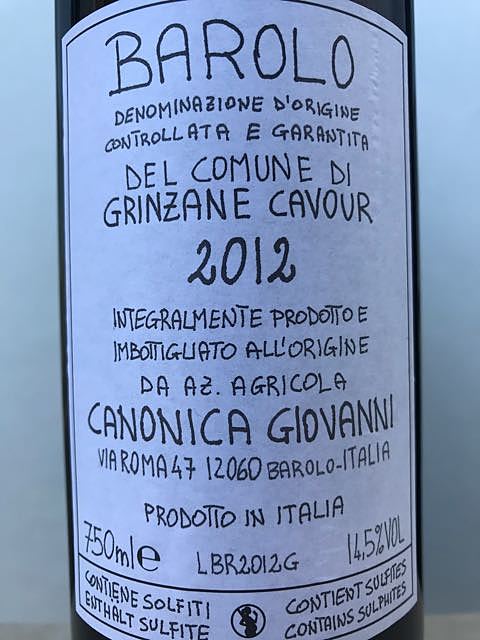 BAROLO
DENOMINAZIONE D'ORIGINE
CONTROLLATA E GARANTITA
DEL COMUNE DI
GRINZANE CAVOUR
2012
INTEGRALMENTE PRODOTTO E
IMBOTTIGLIATO ALL'ORIGINE
DA AZ. AGRICOLA
CANONICA GIOVANNI
VIA ROMA 47 12060 BAROLO-ITALIA
PRODOTTO IN ITALIA
750ml e LBR2012G 14,5%VOL
CONTIENE SOLFITI CONTIENT SULFITES
ENTHALT SULFITE CONTAINS SULPHITES